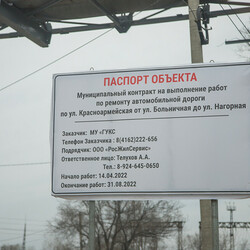 ПАСПОРТ ОБЪЕКТА
Муниципальный контракт на выполнение работ
по ремонту автомобильной дороги
по ул. Красноармейская от ул. Больничная до ул. Нагорная
Заказчик: МУ «ГУКС
Телефон Заказчика : 8(4162)222-656
Подрядчик: ООО «РосЖилСервис»
Ответственное лицо: Телухов А.А.
Тел.: 8-924-645-0650
Начало работ: 14.04.2022
Окончание работ: 31.08.2022